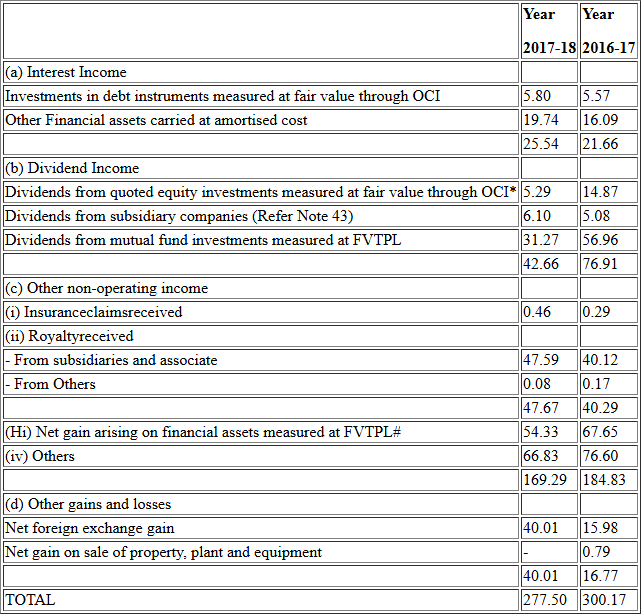 Year Year
2017-18 2016-17
(a) Interest Income
Investments in debt instruments measured at fair value through OCI 5.80 5.57
Other Financial assets carried at amortised cost 19.74 16.09
25.54 21.66
(b) Dividend Income
Dividends from quoted equity investments measured at fair value through OCI* 5.29 14.87
Dividends from subsidiary companies (Refer Note 43) 6.10 5.08
Dividends from mutual fund investments measured at FVTPL 31.27 56.96
42.66 76.91
(c) Other non-operating income
(i) Insuranceclaimsreceived 0.46 0.29
(ii) Royaltyreceived
- From subsidiaries and associate 47.59 40.12
- From Others 0.08 0.17
47.67 40.29
(Hi) Net gain arising on financial assets measured at FVTPL# 54.33 67.65
(iv) Others 66.83 76.60
169.29 184.83
(d) Other gains and losses
Net foreign exchange gain 40.01 15.98
Net gain on sale of property, plant and equipment - 0.79
40.01 16.77
TOTAL 277.50 300.17